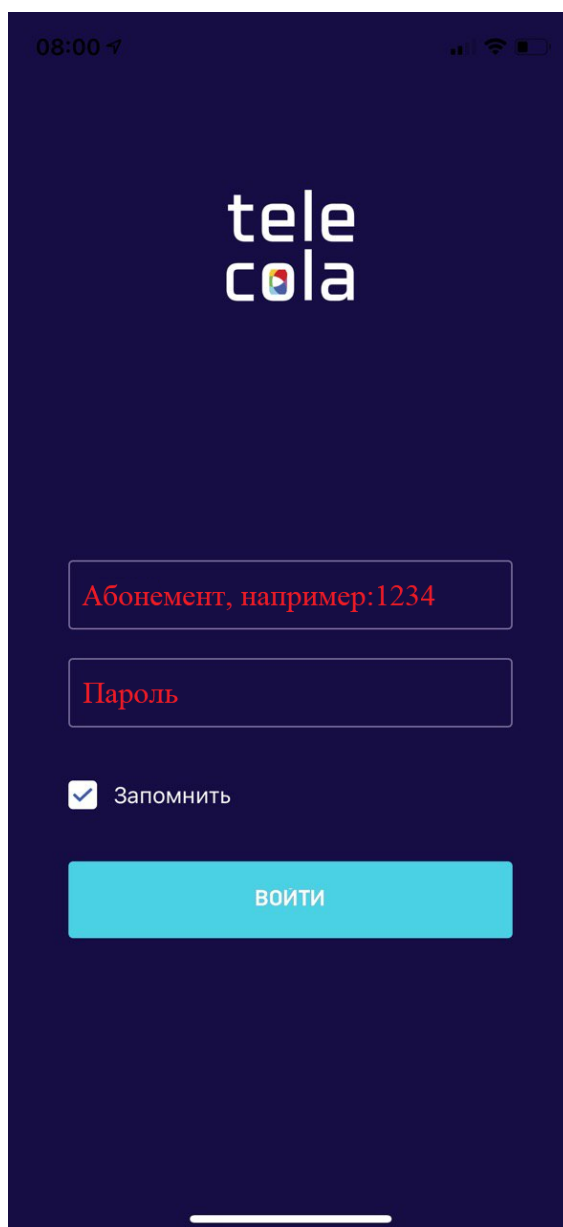 08:00
tele
cola
Абонемент, например:1234
Пароль
Запомнить
ВОЙТИ